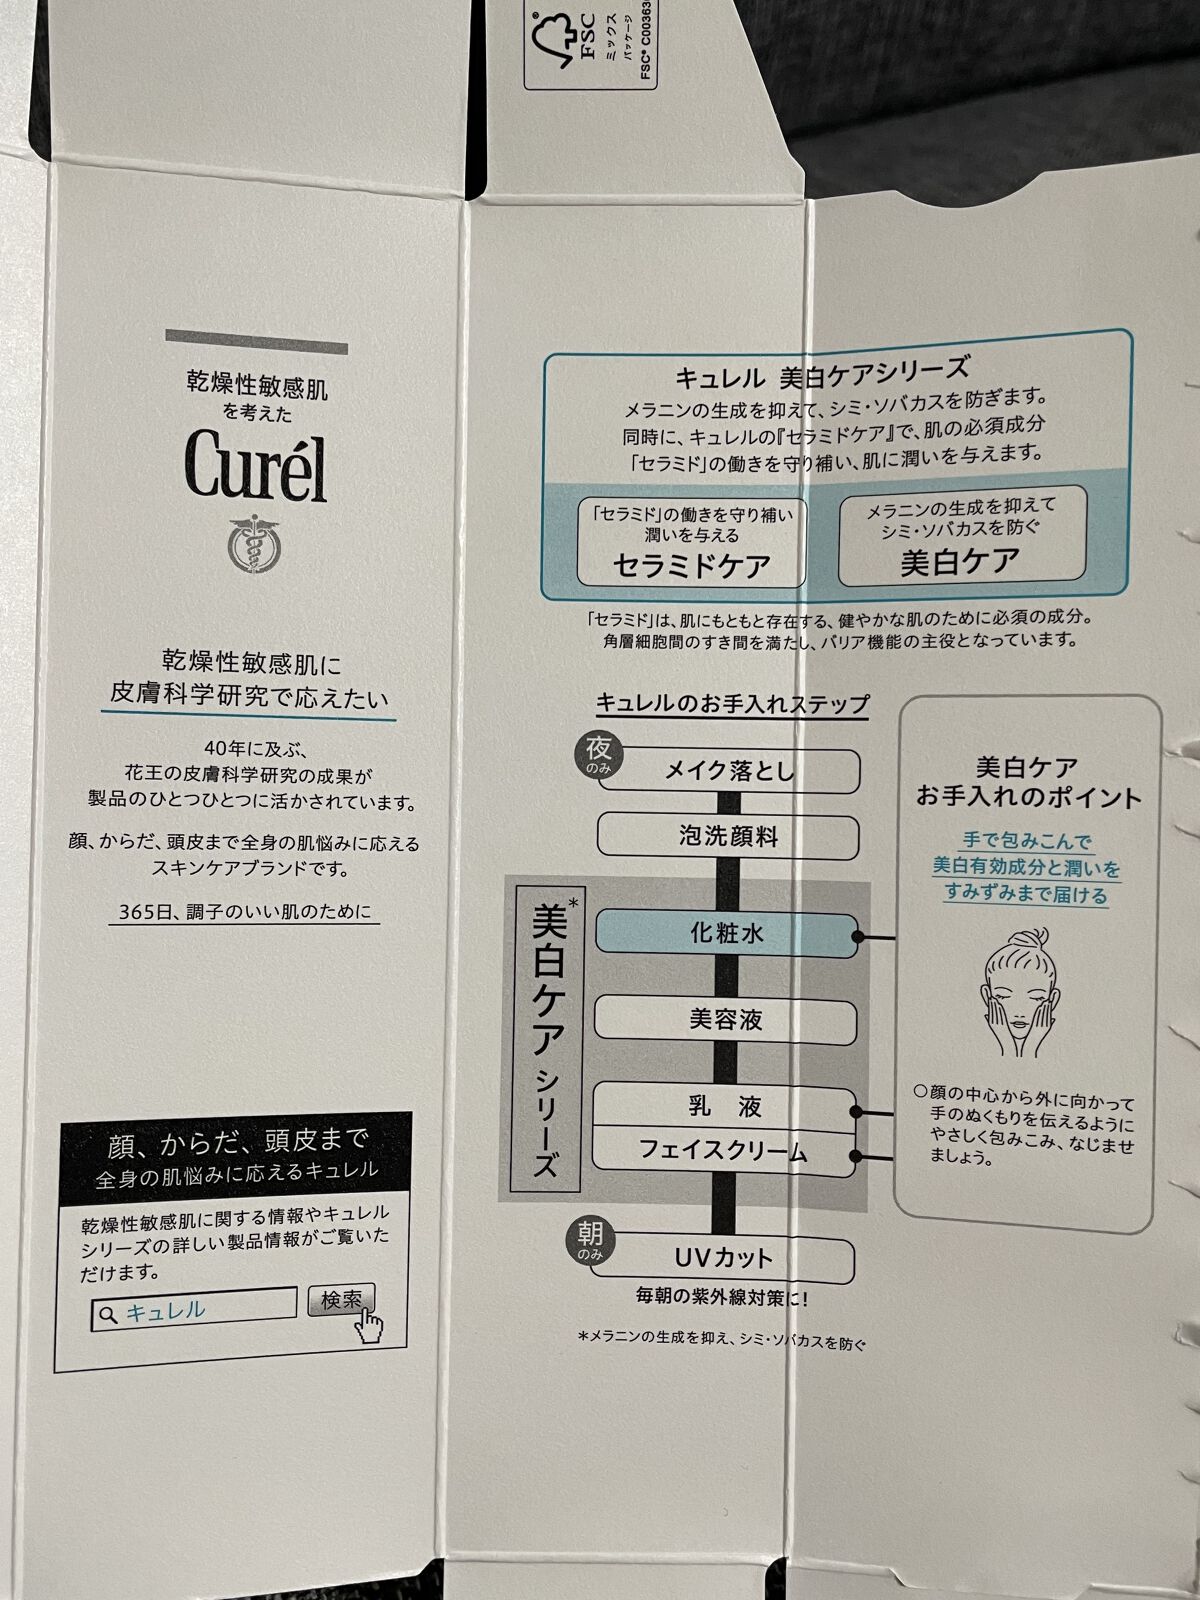 FSC®
ミックス
パッケージ
乾燥性敏感肌
を考えた
Curél
乾燥性敏感肌に
皮膚科学研究で応えたい
40年に及ぶ、
花王の皮膚科学研究の成果が
製品のひとつひとつに活かされています。
顔、からだ、頭皮まで全身の肌悩みに応える
スキンケアブランドです。
365日、調子のいい肌のために
顔、からだ、頭皮まで
全身の肌悩みに応えるキュレル
乾燥性敏感肌に関する情報やキュレル
シリーズの詳しい製品情報がご覧いた
だけます。
キュレル
検索
キュレル 美白ケアシリーズ
メラニンの生成を抑えて、シミ・ソバカスを防ぎます。
同時に、キュレルの『セラミドケア』で、肌の必須成分
「セラミド」の働きを守り補い、肌に潤いを与えます。
「セラミド」の働きを守り補い
潤いを与える
セラミドケア
メラニンの生成を抑えて
シミ・ソバカスを防ぐ
美白ケア
「セラミド」は、肌にもともと存在する、健やかな肌のために必須の成分。
角層細胞間のすき間を満たし、バリア機能の主役となっています。
キュレルのお手入れステップ
夜
のみ
メイク落とし
泡洗顔料
美白ケア*シリーズ
化粧水
美容液
乳 液
フェイスクリーム
朝
のみ
UVカット
毎朝の紫外線対策に!
*メラニンの生成を抑え、シミ・ソバカスを防ぐ
美白ケア
お手入れのポイント
手で包みこんで
美白有効成分と潤いを
すみずみまで届ける
○顔の中心から外に向かって
手のぬくもりを伝えるように
やさしく包みこみ、なじませ
ましょう。